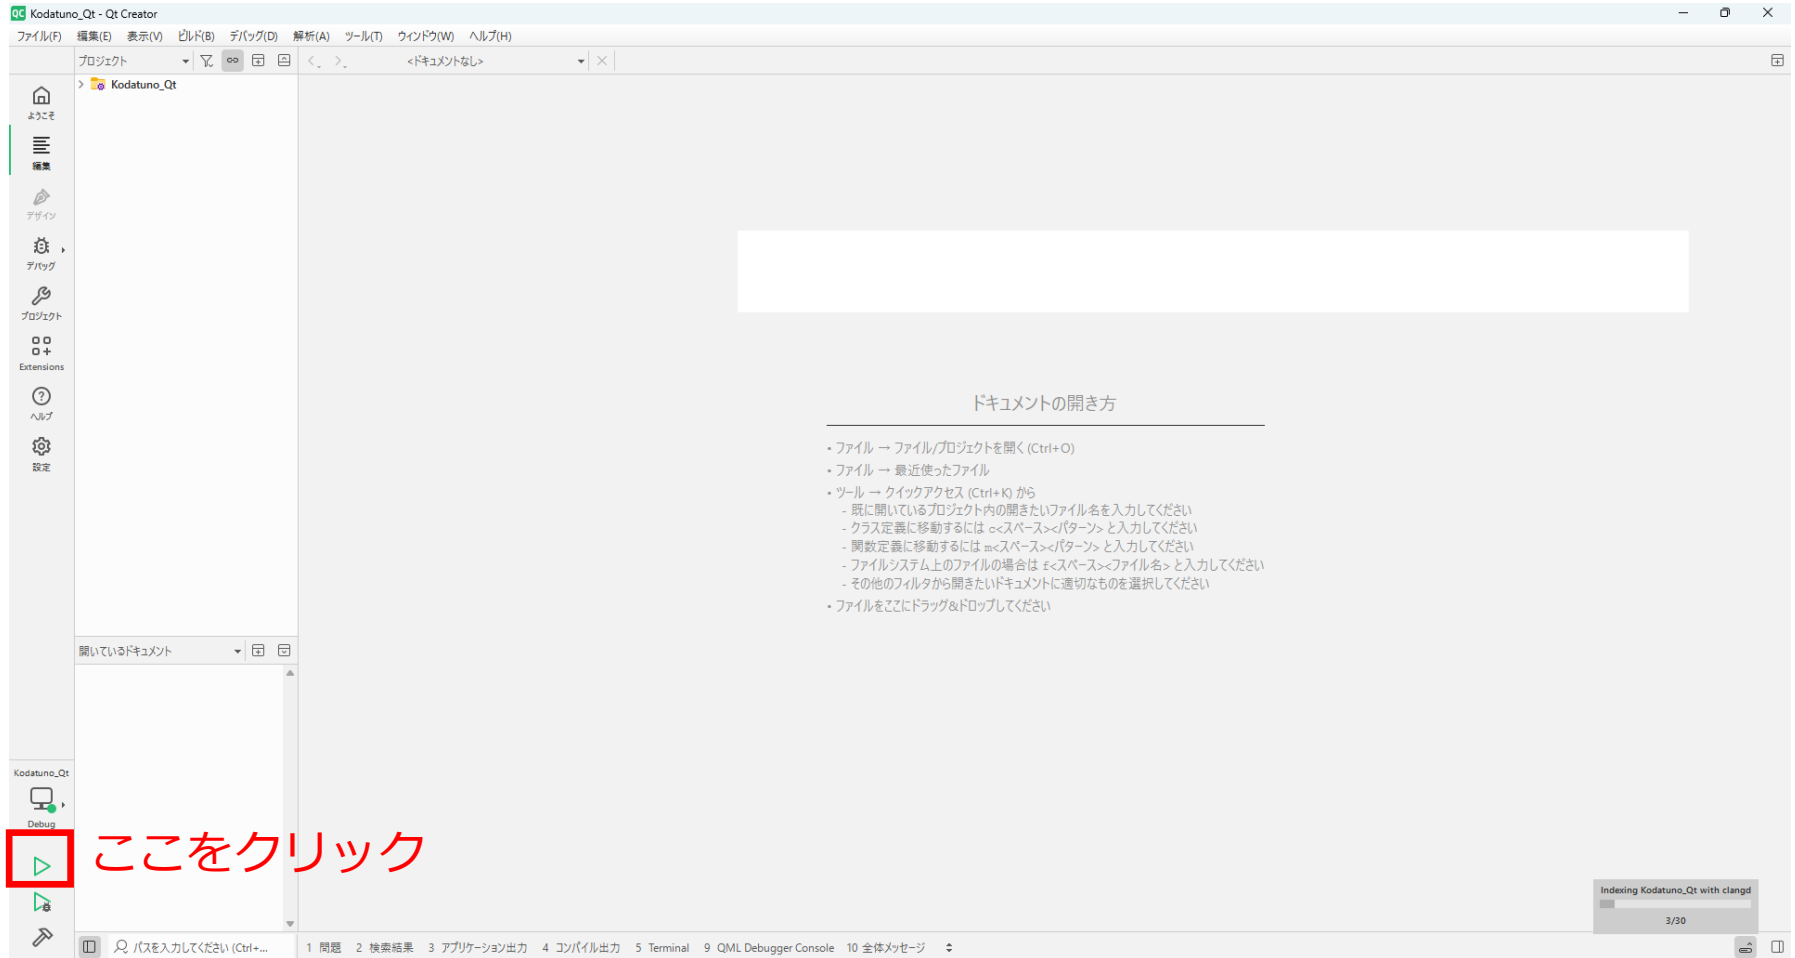 Kodatuno_Qt - Qt Creator
ファイル(F) 編集(E) 表示(V) ビルド(B) デバッグ(D) 解析(A) ツール(T) ウィンドウ(W) ヘルプ(H)
プロジェクト
<ドキュメントなし>
Kodatuno_Qt
ようこそ
編集
デザイン
デバッグ
プロジェクト
Extensions
ヘルプ
設定
ドキュメントの開き方
• ファイル → ファイル/プロジェクトを開く (Ctrl+O)
• ファイル → 最近使ったファイル
• ツール → クイックアクセス (Ctrl+K) から
- 既に開いているプロジェクト内の開きたいファイル名を入力してください
- クラス定義に移動するには c<スペース><パターン> と入力してください
- 関数定義に移動するには m<スペース><パターン> と入力してください
- ファイルシステム上のファイルの場合は f<スペース><ファイル名> と入力してください
- その他のフィルタから開きたいドキュメントに適切なものを選択してください
• ファイルをここにドラッグ&ドロップしてください
開いているドキュメント
Kodatuno_Qt
Debug
ここをクリック
Indexing Kodatuno_Qt with clangd
3/30
パスを入力してください (Ctrl+...
1 問題 2 検索結果 3 アプリケーション出力 4 コンパイル出力 5 Terminal 9 QML Debugger Console 10 全体メッセージ